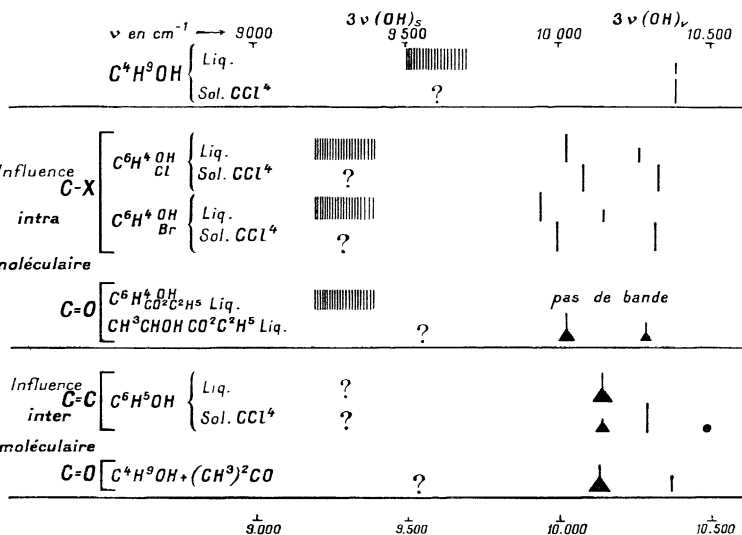 3 ν (OH)s 3 ν (OH)v
ν en cm⁻¹ → 9000 9 500 10 000 10.500
C⁴H⁹OH Liq.
Sol. CCl⁴ ?
Influence
C-X
intra
moléculaire
C⁶H⁴ OH Cl Liq.
Sol. CCl⁴ ?
C⁶H⁴ OH Br Liq.
Sol. CCl⁴ ?
C=O C⁶H⁴ OH CO²C²H⁵ Liq. pas de bande
CH³CHOH CO²C²H⁵ Liq. ?
Influence
C=C
inter
moléculaire
C⁶H⁵OH Liq. ?
Sol. CCl⁴ ?
C=O C⁴H⁹OH+(CH³)²CO ?
9.000 9.500 10.000 10.500